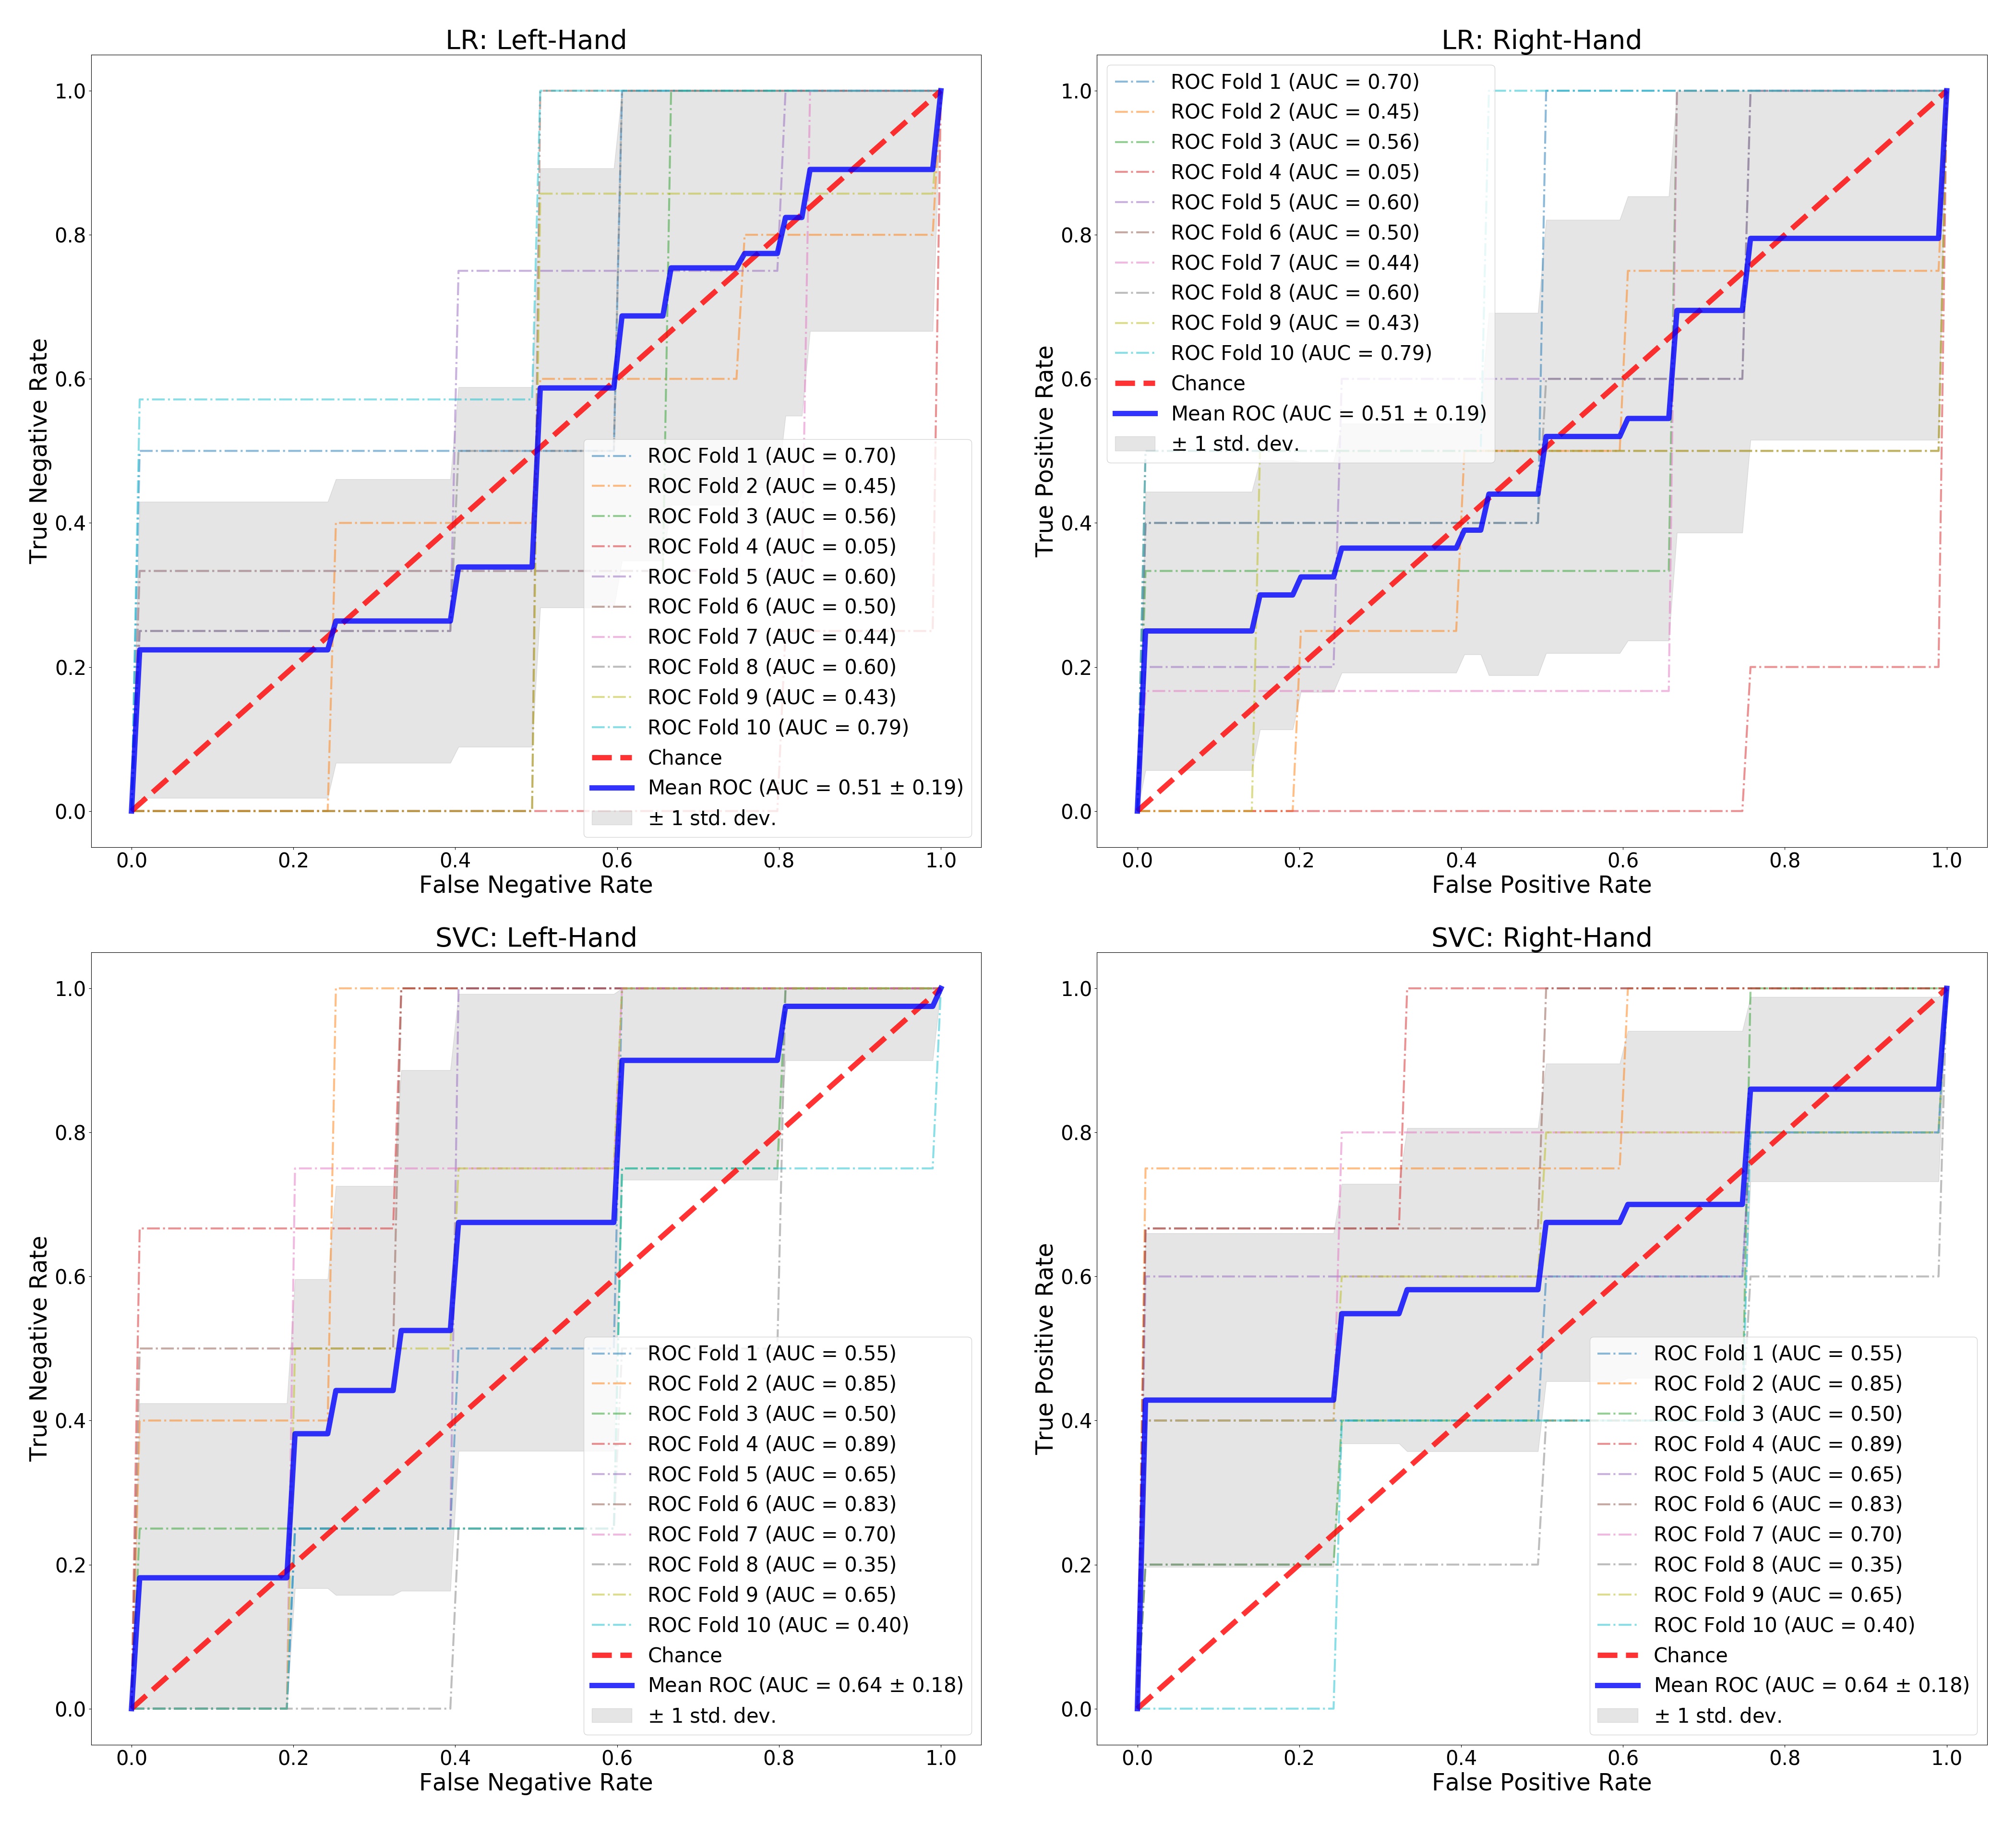 LR: Left-Hand
True Negative Rate
1.0
0.8
0.6
0.4
0.2
0.0
ROC Fold 1 (AUC = 0.70)
ROC Fold 2 (AUC = 0.45)
ROC Fold 3 (AUC = 0.56)
ROC Fold 4 (AUC = 0.05)
ROC Fold 5 (AUC = 0.60)
ROC Fold 6 (AUC = 0.50)
ROC Fold 7 (AUC = 0.44)
ROC Fold 8 (AUC = 0.60)
ROC Fold 9 (AUC = 0.43)
ROC Fold 10 (AUC = 0.79)
Chance
Mean ROC (AUC = 0.51 ± 0.19)
± 1 std. dev.
0.0 0.2 0.4 0.6 0.8 1.0
False Negative Rate
LR: Right-Hand
True Positive Rate
1.0
0.8
0.6
0.4
0.2
0.0
ROC Fold 1 (AUC = 0.70)
ROC Fold 2 (AUC = 0.45)
ROC Fold 3 (AUC = 0.56)
ROC Fold 4 (AUC = 0.05)
ROC Fold 5 (AUC = 0.60)
ROC Fold 6 (AUC = 0.50)
ROC Fold 7 (AUC = 0.44)
ROC Fold 8 (AUC = 0.60)
ROC Fold 9 (AUC = 0.43)
ROC Fold 10 (AUC = 0.79)
Chance
Mean ROC (AUC = 0.51 ± 0.19)
± 1 std. dev.
0.0 0.2 0.4 0.6 0.8 1.0
False Positive Rate
SVC: Left-Hand
True Negative Rate
1.0
0.8
0.6
0.4
0.2
0.0
ROC Fold 1 (AUC = 0.55)
ROC Fold 2 (AUC = 0.85)
ROC Fold 3 (AUC = 0.50)
ROC Fold 4 (AUC = 0.89)
ROC Fold 5 (AUC = 0.65)
ROC Fold 6 (AUC = 0.83)
ROC Fold 7 (AUC = 0.70)
ROC Fold 8 (AUC = 0.35)
ROC Fold 9 (AUC = 0.65)
ROC Fold 10 (AUC = 0.40)
Chance
Mean ROC (AUC = 0.64 ± 0.18)
± 1 std. dev.
0.0 0.2 0.4 0.6 0.8 1.0
False Negative Rate
SVC: Right-Hand
True Positive Rate
1.0
0.8
0.6
0.4
0.2
0.0
ROC Fold 1 (AUC = 0.55)
ROC Fold 2 (AUC = 0.85)
ROC Fold 3 (AUC = 0.50)
ROC Fold 4 (AUC = 0.89)
ROC Fold 5 (AUC = 0.65)
ROC Fold 6 (AUC = 0.83)
ROC Fold 7 (AUC = 0.70)
ROC Fold 8 (AUC = 0.35)
ROC Fold 9 (AUC = 0.65)
ROC Fold 10 (AUC = 0.40)
Chance
Mean ROC (AUC = 0.64 ± 0.18)
± 1 std. dev.
0.0 0.2 0.4 0.6 0.8 1.0
False Positive Rate